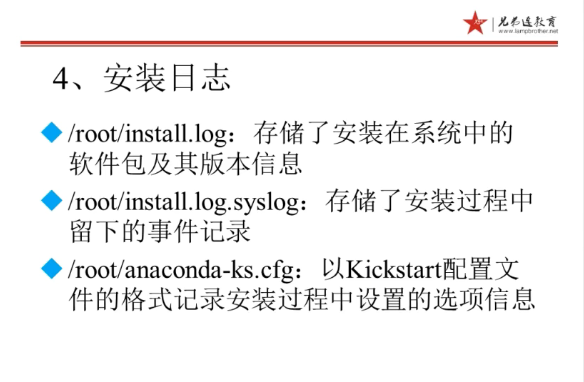 兄弟连教育
www.lampbrother.net
4、安装日志
/root/install.log：存储了安装在系统中的
软件包及其版本信息
/root/install.log.syslog：存储了安装过程中
留下的事件记录
/root/anaconda-ks.cfg：以Kickstart配置文
件的格式记录安装过程中设置的选项信息